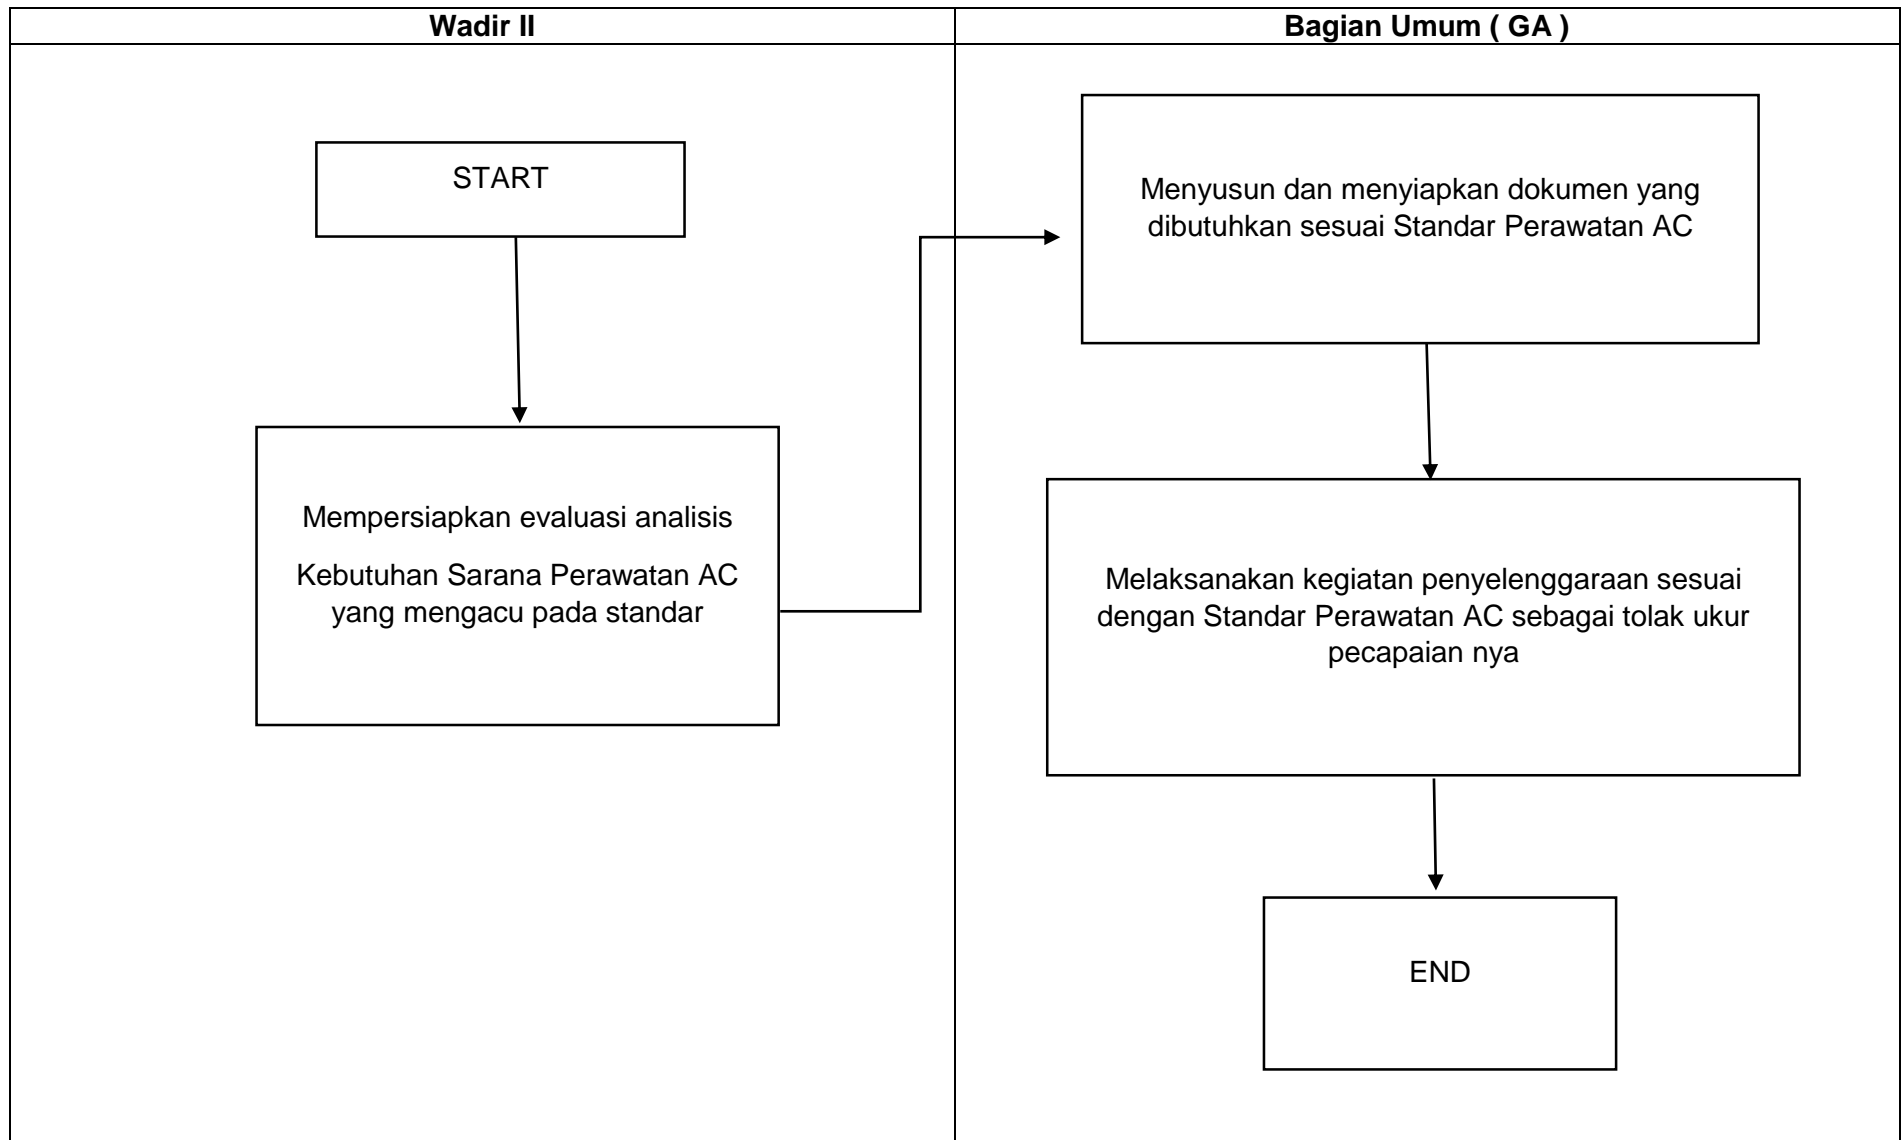 Wadir II
Bagian Umum ( GA )
START
Mempersiapkan evaluasi analisis
Kebutuhan Sarana Perawatan AC
yang mengacu pada standar
Menyusun dan menyiapkan dokumen yang
dibutuhkan sesuai Standar Perawatan AC
Melaksanakan kegiatan penyelenggaraan sesuai
dengan Standar Perawatan AC sebagai tolak ukur
pecapaian nya
END